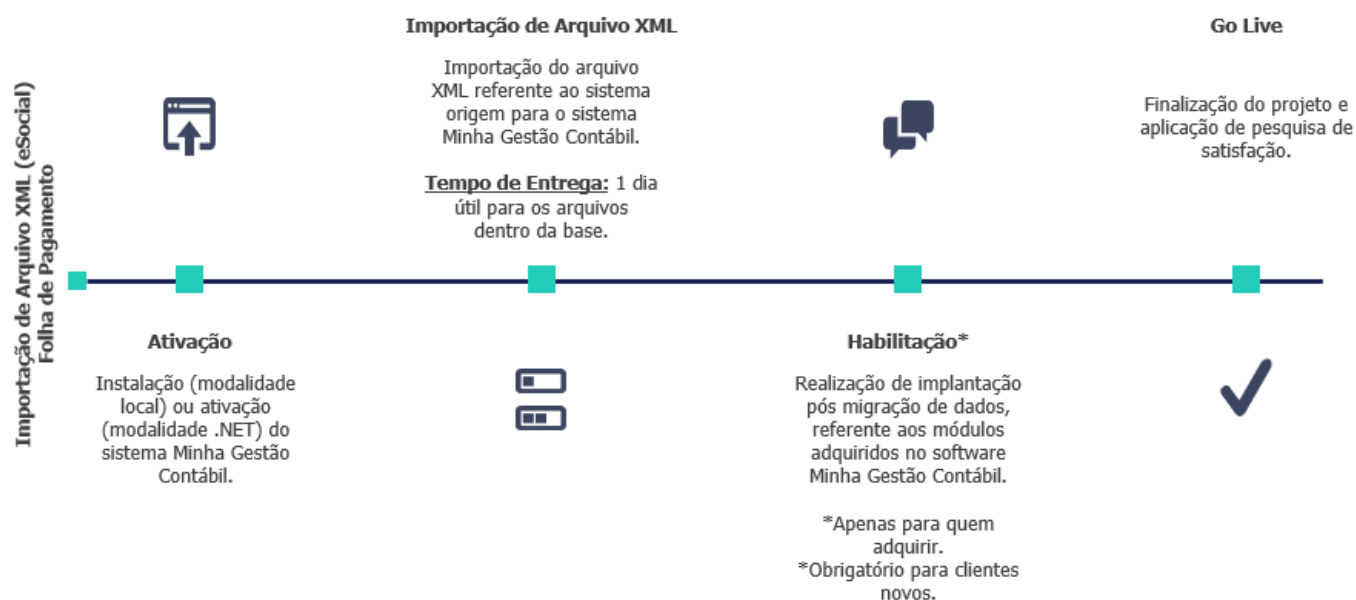 Importação de Arquivo XML (eSocial)
Folha de Pagamento
Ativação
Instalação (modalidade
local) ou ativação
(modalidade .NET) do
sistema Minha Gestão
Contábil.
Importação de Arquivo XML
Importação do arquivo
XML referente ao sistema
origem para o sistema
Minha Gestão Contábil.
Tempo de Entrega: 1 dia
útil para os arquivos
dentro da base.
Habilitação*
Realização de implantação
pós migração de dados,
referente aos módulos
adquiridos no software
Minha Gestão Contábil.
*Apenas para quem
adquirir.
*Obrigatório para clientes
novos.
Go Live
Finalização do projeto e
aplicação de pesquisa de
satisfação.